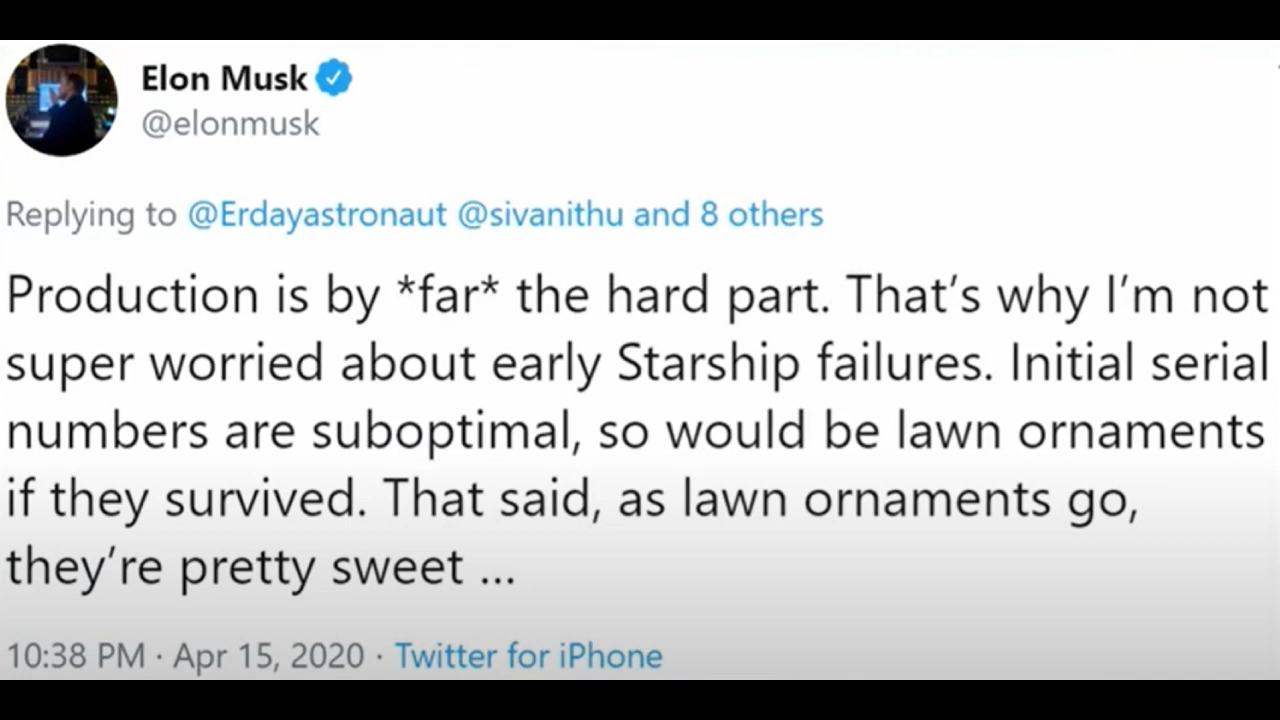 Elon Musk
@elonmusk
Replying to @Erdayastronaut @sivanithu and 8 others
Production is by *far* the hard part. That’s why I’m not
super worried about early Starship failures. Initial serial
numbers are suboptimal, so would be lawn ornaments
if they survived. That said, as lawn ornaments go,
they’re pretty sweet ...
10:38 PM · Apr 15, 2020 · Twitter for iPhone